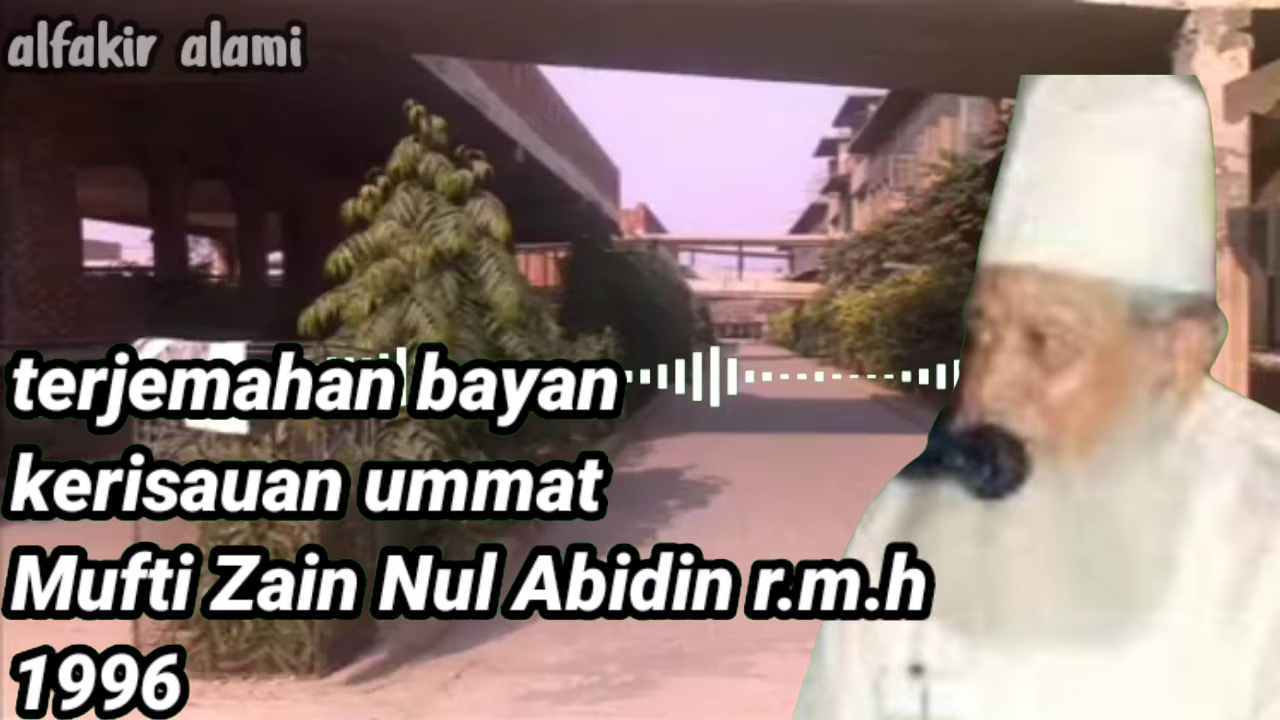 alfakir alami
terjemahan bayan
kerisauan ummat
Mufti Zain Nul Abidin r.m.h
1996